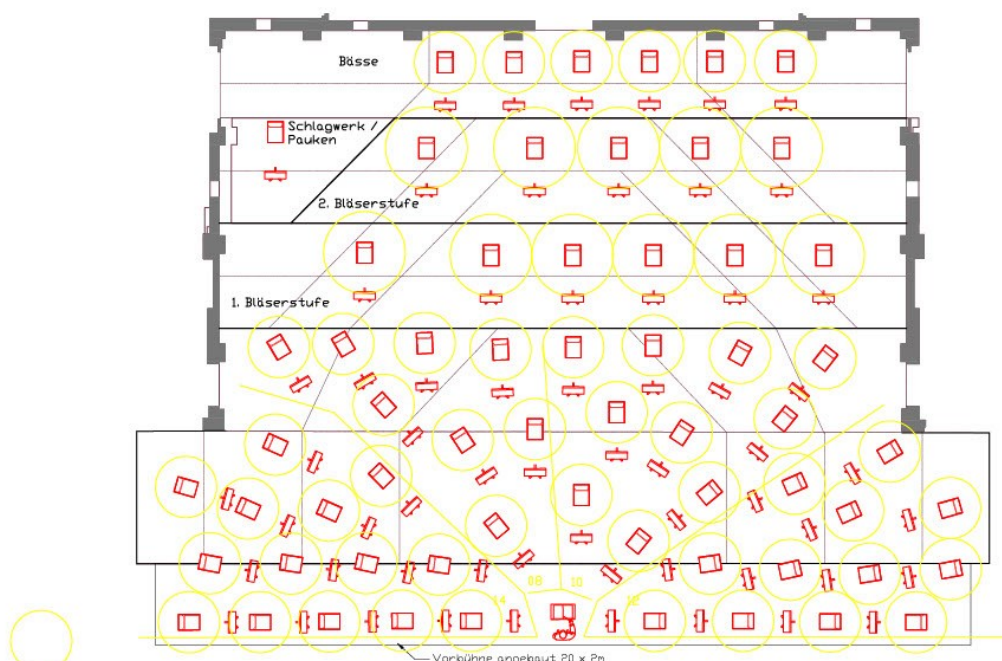 Bässe
Schlagwerk /
Pauken
2. Bläserstufe
1. Bläserstufe
08
10
14
12
Vorbühne angebaut 20 x 2m